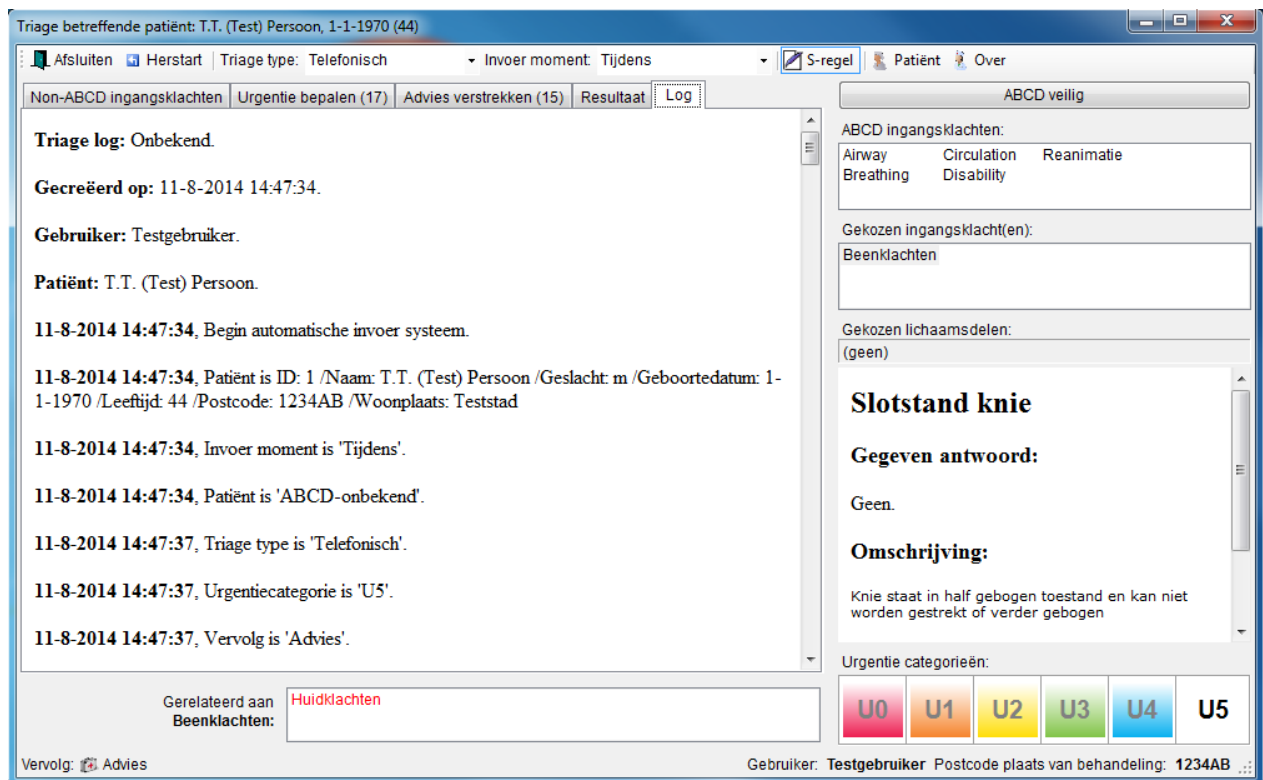 Triage betreffende patiënt: T.T. (Test) Persoon, 1-1-1970 (44)
Afsluiten Herstart Triage type: Telefonisch Invoer moment: Tijdens S-regel Patiënt Over
Non-ABCD ingangsklachten Urgentie bepalen (17) Advies verstrekken (15) Resultaat Log
Triage log: Onbekend.
Gecreëerd op: 11-8-2014 14:47:34.
Gebruiker: Testgebruiker.
Patiënt: T.T. (Test) Persoon.
11-8-2014 14:47:34, Begin automatische invoer systeem.
11-8-2014 14:47:34, Patiënt is ID: 1 /Naam: T.T. (Test) Persoon /Geslacht: m /Geboortedatum: 1-
1-1970 /Leeftijd: 44 /Postcode: 1234AB /Woonplaats: Teststad
11-8-2014 14:47:34, Invoer moment is 'Tijdens'.
11-8-2014 14:47:34, Patiënt is 'ABCD-onbekend'.
11-8-2014 14:47:37, Triage type is 'Telefonisch'.
11-8-2014 14:47:37, Urgentiecategorie is 'U5'.
11-8-2014 14:47:37, Vervolg is 'Advies'.
Gerelateerd aan
Beenklachten:
Huidklachten
ABCD veilig
ABCD ingangsklachten:
Airway Circulation Reanimatie
Breathing Disability
Gekozen ingangsklacht(en):
Beenklachten
Gekozen lichaamsdelen:
(geen)
Slotstand knie
Gegeven antwoord:
Geen.
Omschrijving:
Knie staat in half gebogen toestand en kan niet
worden gestrekt of verder gebogen
Urgentie categorieën:
U0 U1 U2 U3 U4 U5
Vervolg: Advies
Gebruiker: Testgebruiker Postcode plaats van behandeling: 1234AB